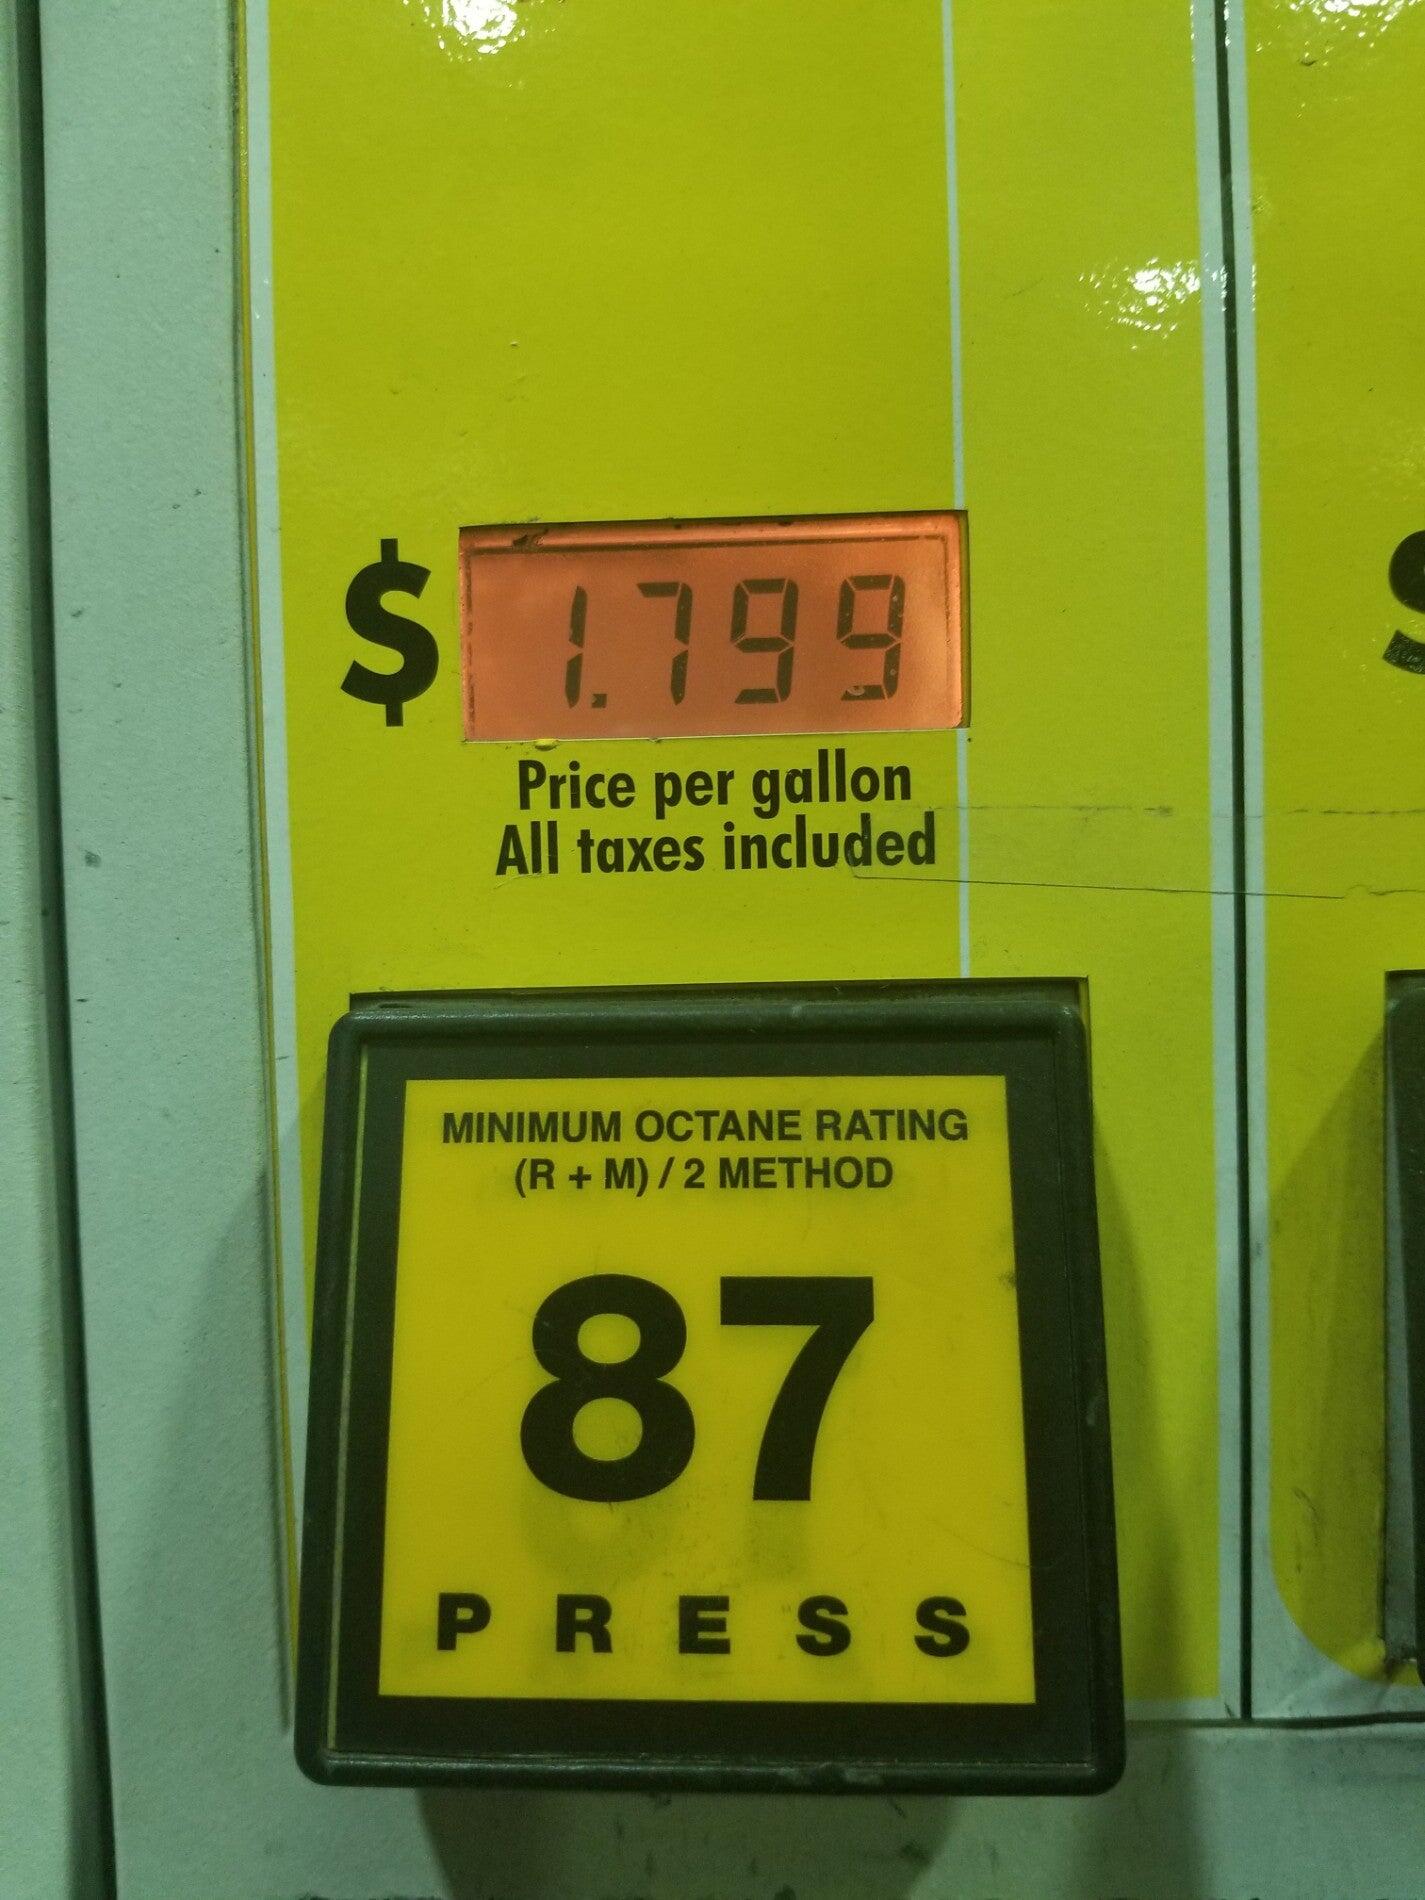 $ 1.799
Price per gallon
All taxes included
MINIMUM OCTANE RATING
(R + M) / 2 METHOD
87
PRESS